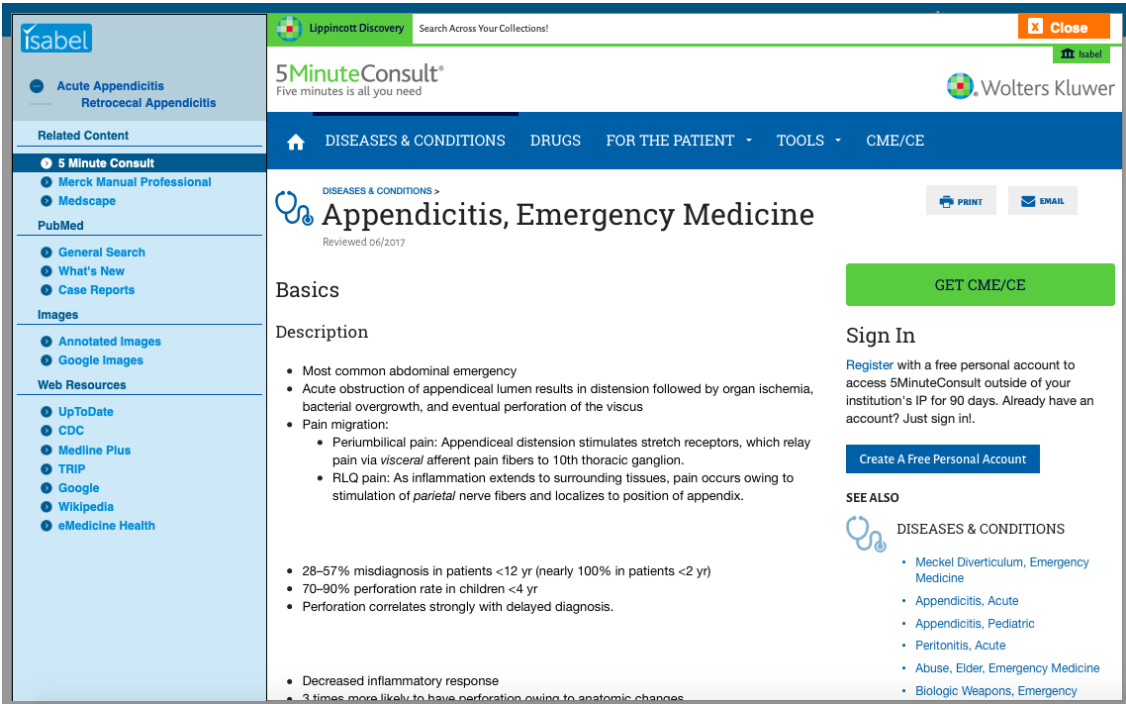 isabel
Acute Appendicitis
Retrocecal Appendicitis
Related Content
5 Minute Consult
Merck Manual Professional
Medscape
PubMed
General Search
What's New
Case Reports
Images
Annotated Images
Google Images
Web Resources
UpToDate
CDC
Medline Plus
TRIP
Google
Wikipedia
eMedicine Health
Lippincott Discovery
Search Across Your Collections!
X Close
Isabel
5MinuteConsult®
Five minutes is all you need
Wolters Kluwer
DISEASES & CONDITIONS
DRUGS
FOR THE PATIENT
TOOLS
CME/CE
DISEASES & CONDITIONS >
Appendicitis, Emergency Medicine
Reviewed 06/2017
PRINT
EMAIL
Basics
Description
• Most common abdominal emergency
• Acute obstruction of appendiceal lumen results in distension followed by organ ischemia,
bacterial overgrowth, and eventual perforation of the viscus
• Pain migration:
• Periumbilical pain: Appendiceal distension stimulates stretch receptors, which relay
pain via visceral afferent pain fibers to 10th thoracic ganglion.
• RLQ pain: As inflammation extends to surrounding tissues, pain occurs owing to
stimulation of parietal nerve fibers and localizes to position of appendix.
• 28–57% misdiagnosis in patients <12 yr (nearly 100% in patients <2 yr)
• 70–90% perforation rate in children <4 yr
• Perforation correlates strongly with delayed diagnosis.
• Decreased inflammatory response
• 3 times more likely to have perforation owing to anatomic changes
GET CME/CE
Sign In
Register with a free personal account to
access 5MinuteConsult outside of your
institution's IP for 90 days. Already have an
account? Just sign in!.
Create A Free Personal Account
SEE ALSO
DISEASES & CONDITIONS
• Meckel Diverticulum, Emergency
Medicine
• Appendicitis, Acute
• Appendicitis, Pediatric
• Peritonitis, Acute
• Abuse, Elder, Emergency Medicine
• Biologic Weapons, Emergency